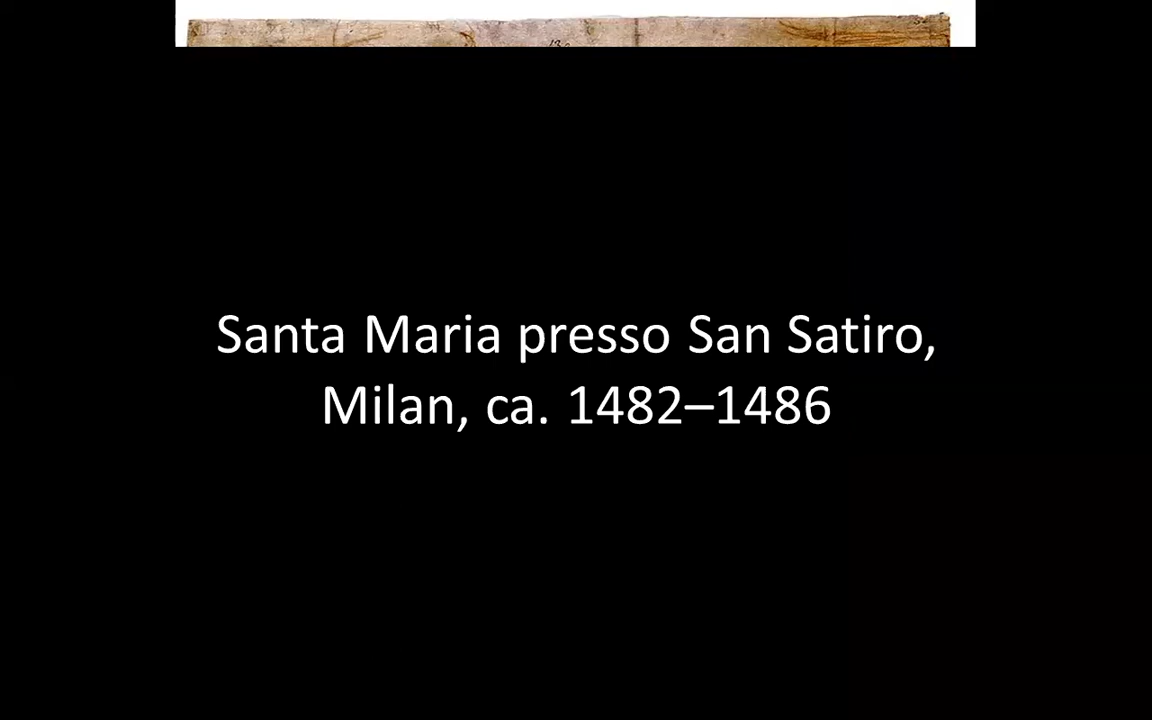 Santa Maria presso San Satiro,
Milan, ca. 1482–1486